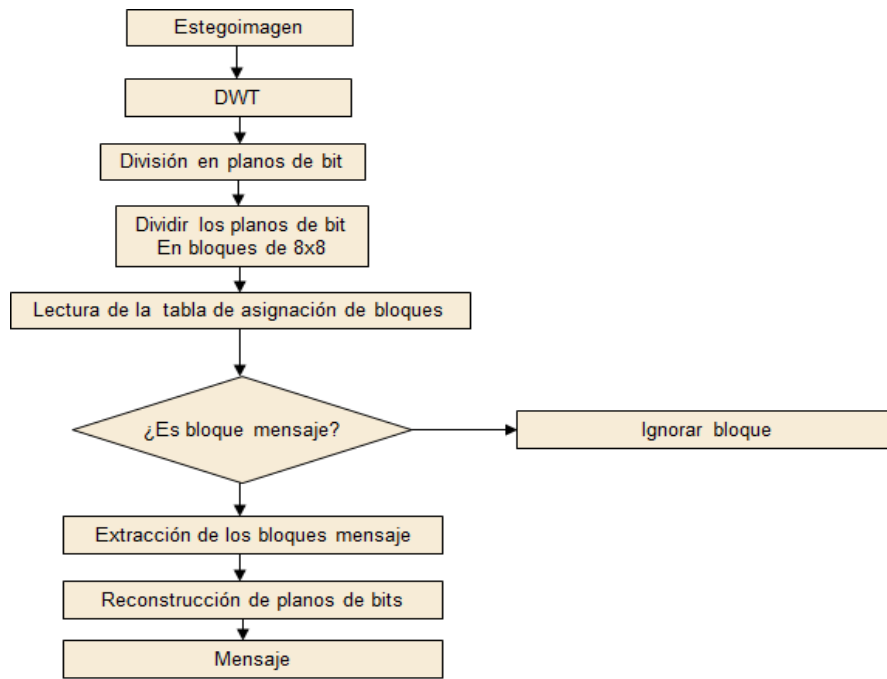 Estegoimagen
DWT
División en planos de bit
Dividir los planos de bit
En bloques de 8x8
Lectura de la tabla de asignación de bloques
¿Es bloque mensaje?
Ignorar bloque
Extracción de los bloques mensaje
Reconstrucción de planos de bits
Mensaje